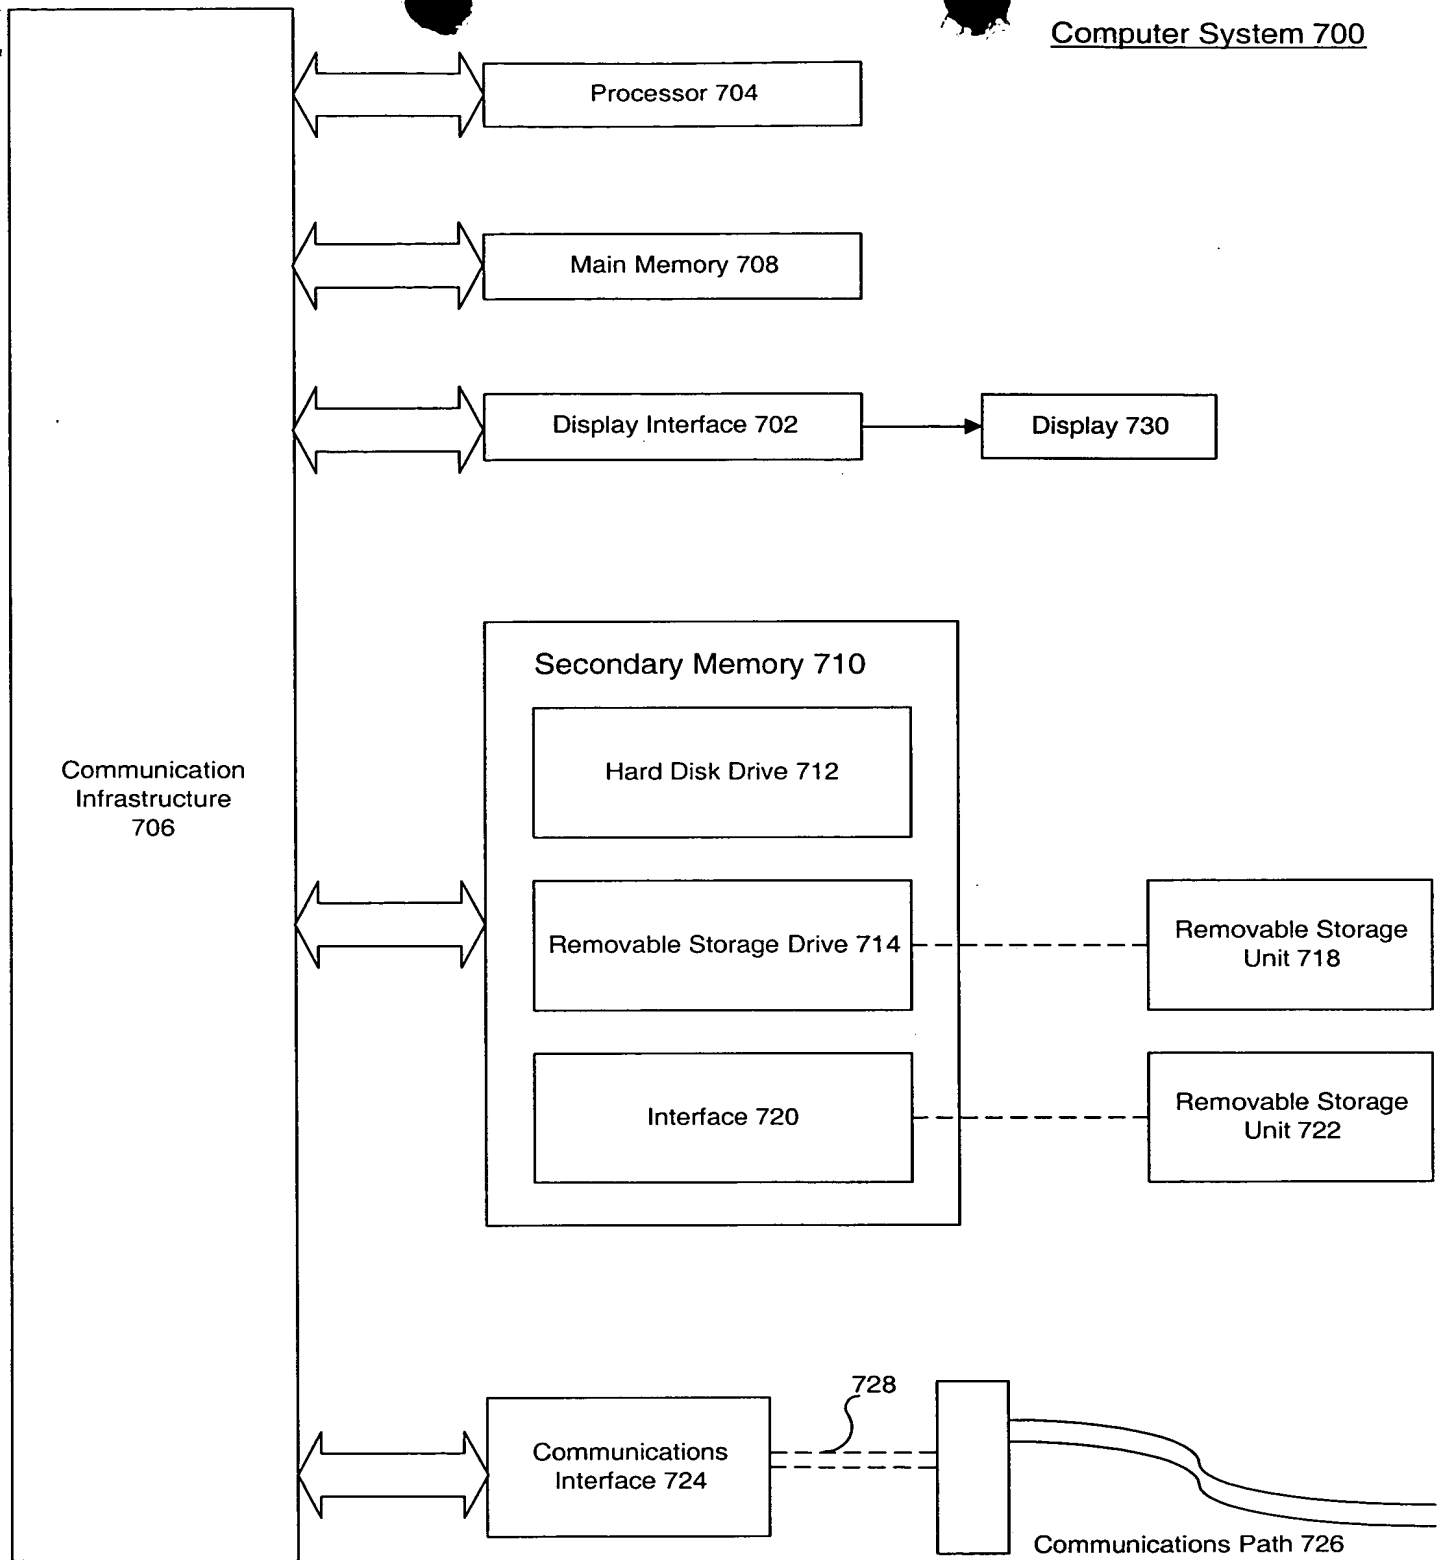 Computer System 700
Processor 704
Main Memory 708
Display Interface 702
Display 730
Secondary Memory 710
Hard Disk Drive 712
Communication
Infrastructure
706
Removable Storage Drive 714
Removable Storage
Unit 718
Interface 720
Removable Storage
Unit 722
728
Communications
Interface 724
Communications Path 726